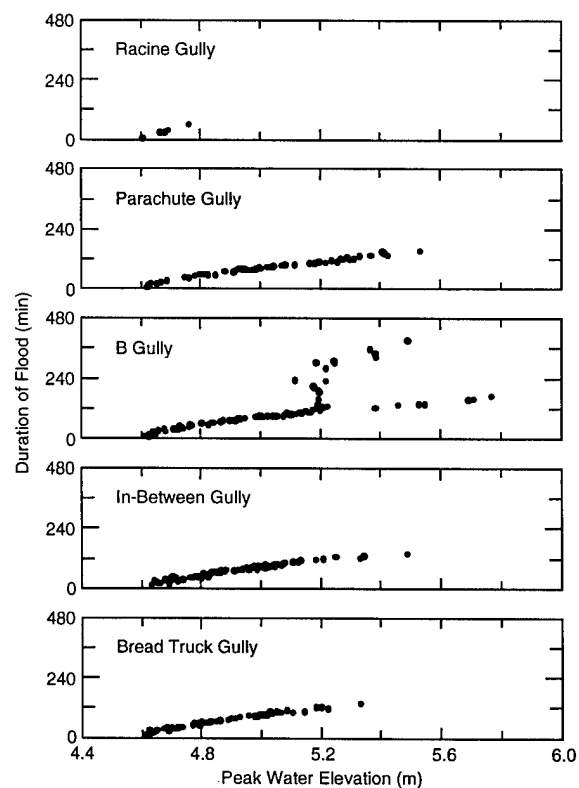 480
Racine Gully
240
0
480
Parachute Gully
240
0
480
B Gully
240
0
480
In-Between Gully
240
0
480
Bread Truck Gully
240
0
4.4 4.8 5.2 5.6 6.0
Peak Water Elevation (m)
Duration of Flood (min)